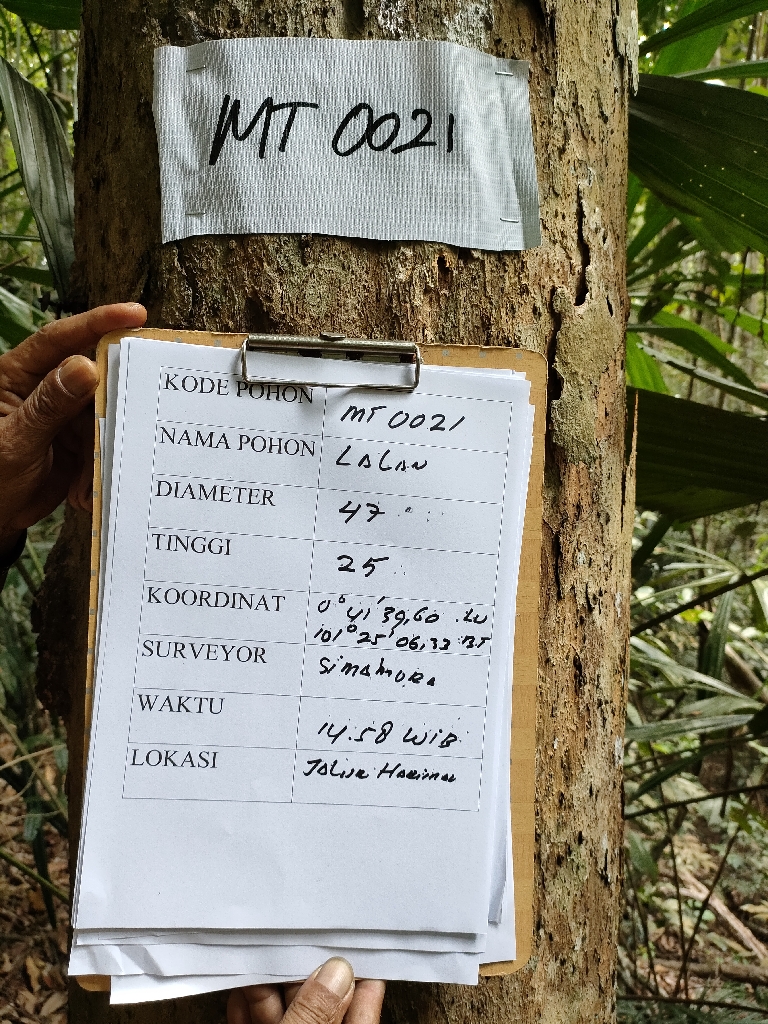 MT 0021
KODE POHON MT 0021
NAMA POHON LALAN
DIAMETER 47
TINGGI 25
KOORDINAT 0° 41' 39,60 LU
101° 25' 06,33 BT
SURVEYOR Simamora
WAKTU 14.58 WIB
LOKASI Jalur Harimau